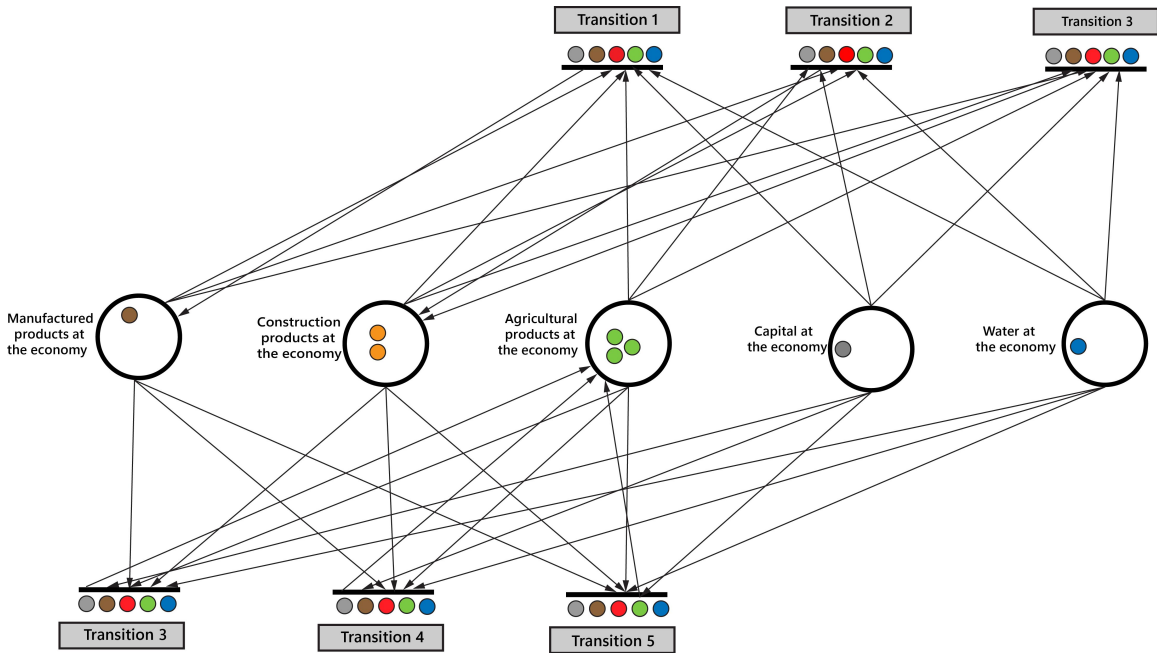 Transition 1
Transition 2
Transition 3
Manufactured
products at
the economy
Construction
products at
the economy
Agricultural
products at
the economy
Capital at
the economy
Water at
the economy
Transition 3
Transition 4
Transition 5